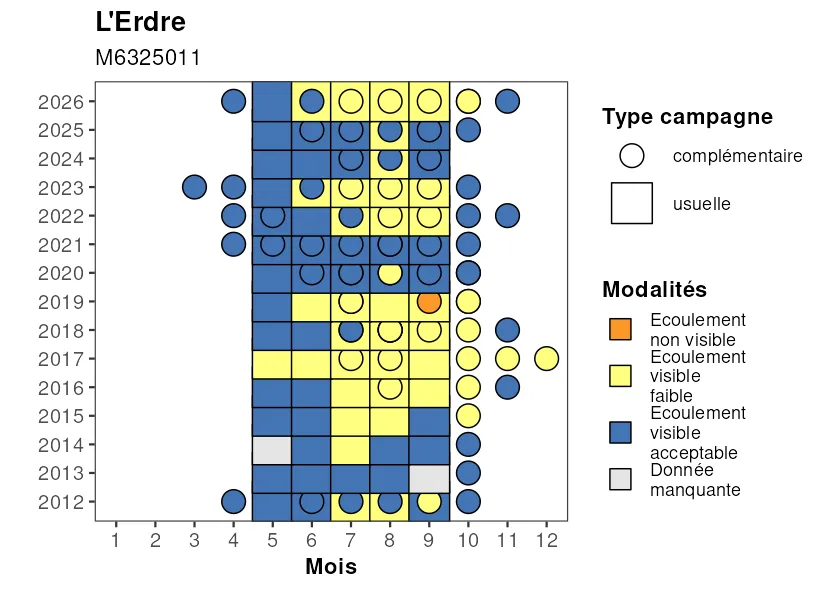 L'Erdre
M6325011
2026
2025
2024
2023
2022
2021
2020
2019
2018
2017
2016
2015
2014
2013
2012
1 2 3 4 5 6 7 8 9 10 11 12
Mois
Type campagne
complémentaire
usuelle
Modalités
Ecoulement
non visible
Ecoulement
visible
faible
Ecoulement
visible
acceptable
Donnée
manquante